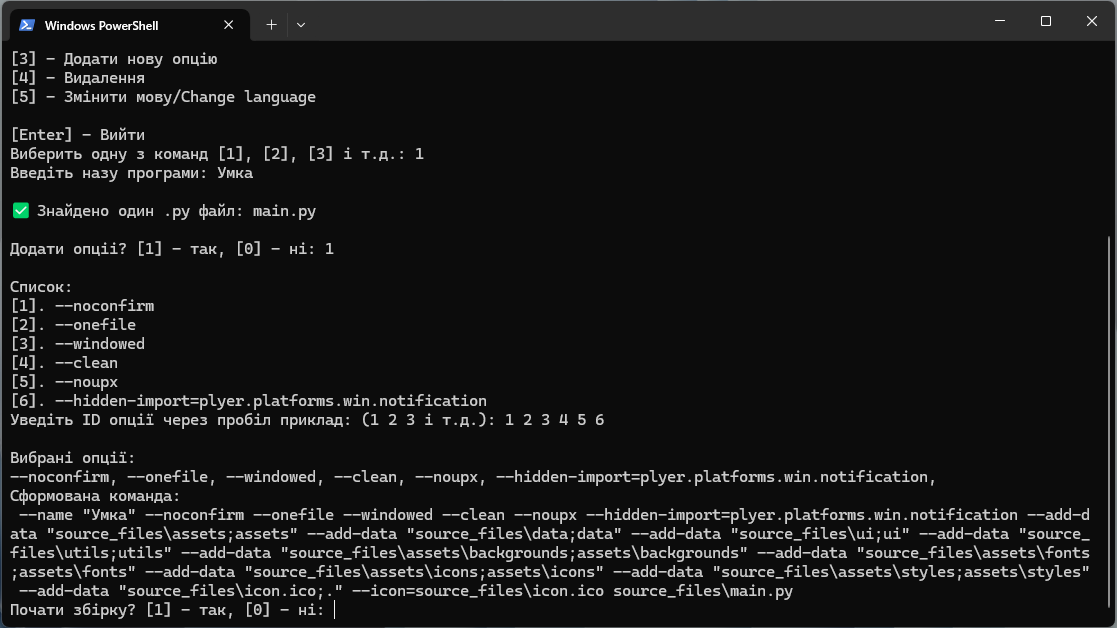 Windows PowerShell
[3] - Додати нову опцію
[4] - Видалення
[5] - Змінити мову/Change language
[Enter] - Вийти
Виберить одну з команд [1], [2], [3] і т.д.: 1
Введіть назу програми: Умка
✅ Знайдено один .py файл: main.py
Додати опціі? [1] - так, [0] - ні: 1
Список:
[1]. --noconfirm
[2]. --onefile
[3]. --windowed
[4]. --clean
[5]. --noupx
[6]. --hidden-import=plyer.platforms.win.notification
Уведіть ID опції через пробіл приклад: (1 2 3 і т.д.): 1 2 3 4 5 6
Вибрані опції:
--noconfirm, --onefile, --windowed, --clean, --noupx, --hidden-import=plyer.platforms.win.notification,
Сформована команда:
--name "Умка" --noconfirm --onefile --windowed --clean --noupx --hidden-import=plyer.platforms.win.notification --add-d
ata "source_files\assets;assets" --add-data "source_files\data;data" --add-data "source_files\ui;ui" --add-data "source_
files\utils;utils" --add-data "source_files\assets\backgrounds;assets\backgrounds" --add-data "source_files\assets\fonts
;assets\fonts" --add-data "source_files\assets\icons;assets\icons" --add-data "source_files\assets\styles;assets\styles"
--add-data "source_files\icon.ico;." --icon=source_files\icon.ico source_files\main.py
Почати збірку? [1] - так, [0] - ні: